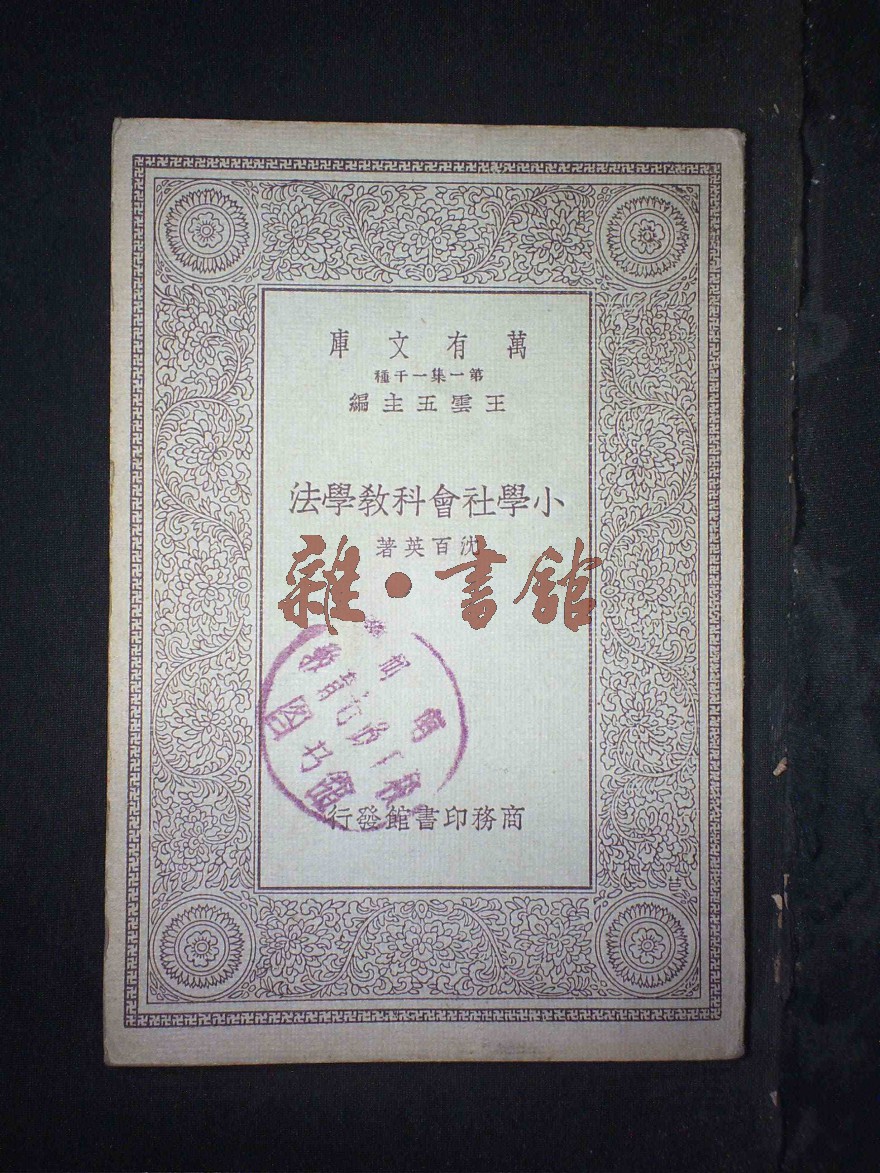 萬有文庫
第一集一千種
王雲五主編
小學社會科教學法
沈百英著
雜·書館
商務印書館發行